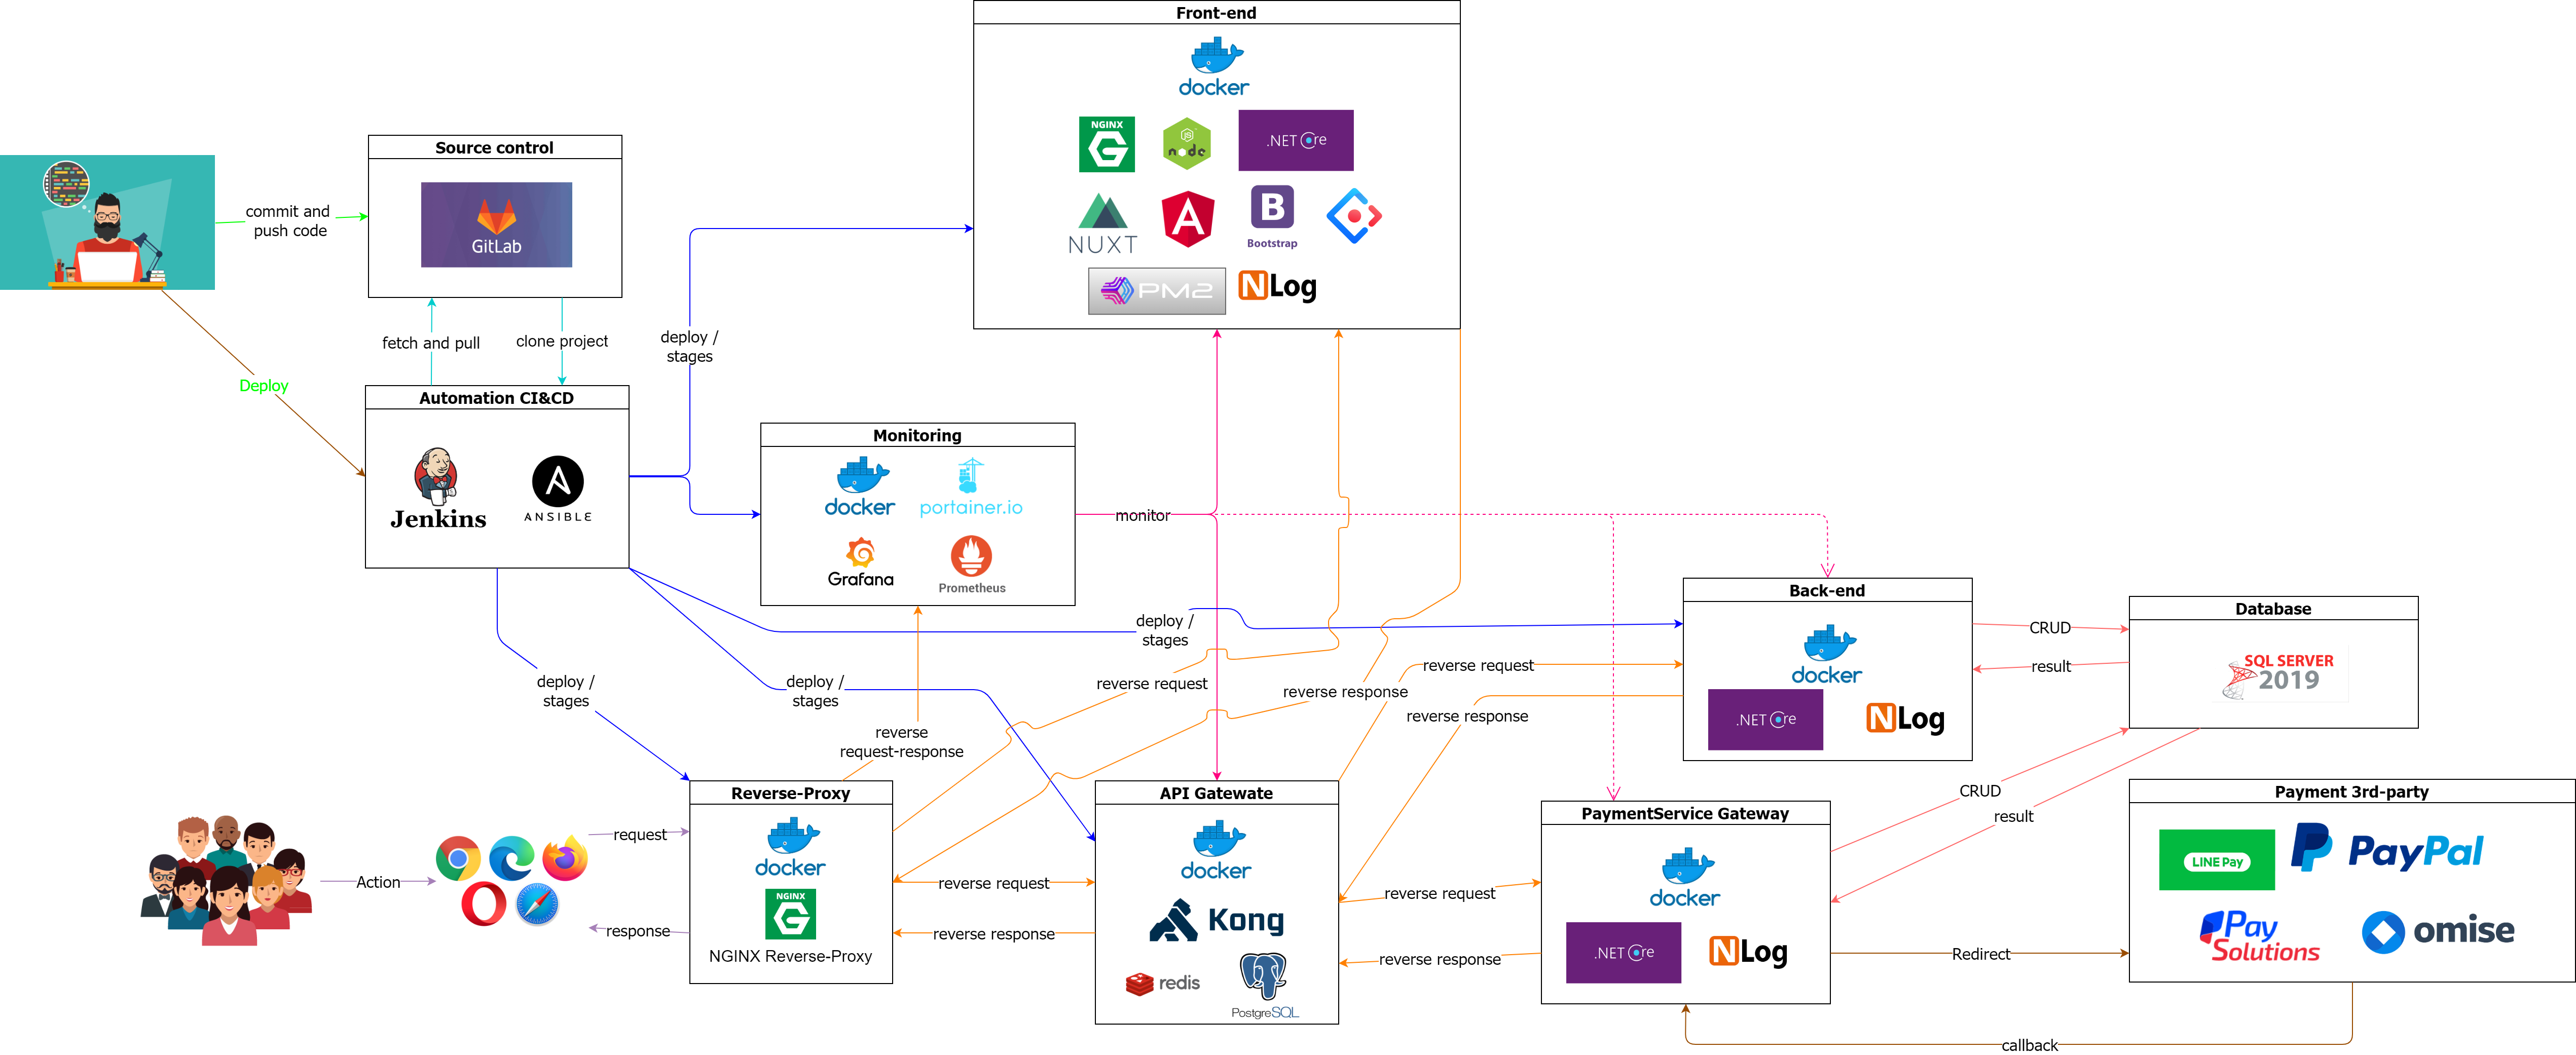 Front-end
docker
NGINX
JS
node
.NET Core
NUXT
A
B
Bootstrap
PM2
NLog
Source control
GitLab
commit and
push code
fetch and pull
clone project
Deploy
deploy /
stages
Automation CI&CD
Jenkins
A
ANSIBLE
Monitoring
docker
portainer.io
Grafana
Prometheus
monitor
deploy /
stages
deploy /
stages
deploy /
stages
reverse
request-response
reverse request
reverse response
reverse request
reverse response
Back-end
docker
.NET Core
NLog
CRUD
result
Database
SQL SERVER
2019
CRUD
result
Action
request
response
Reverse-Proxy
docker
NGINX
G
NGINX Reverse-Proxy
reverse request
reverse response
API Gatewate
docker
Kong
redis
PostgreSQL
reverse request
reverse response
PaymentService Gateway
docker
.NET Core
NLog
Redirect
callback
Payment 3rd-party
LINE Pay
PayPal
Pay
Solutions
omise